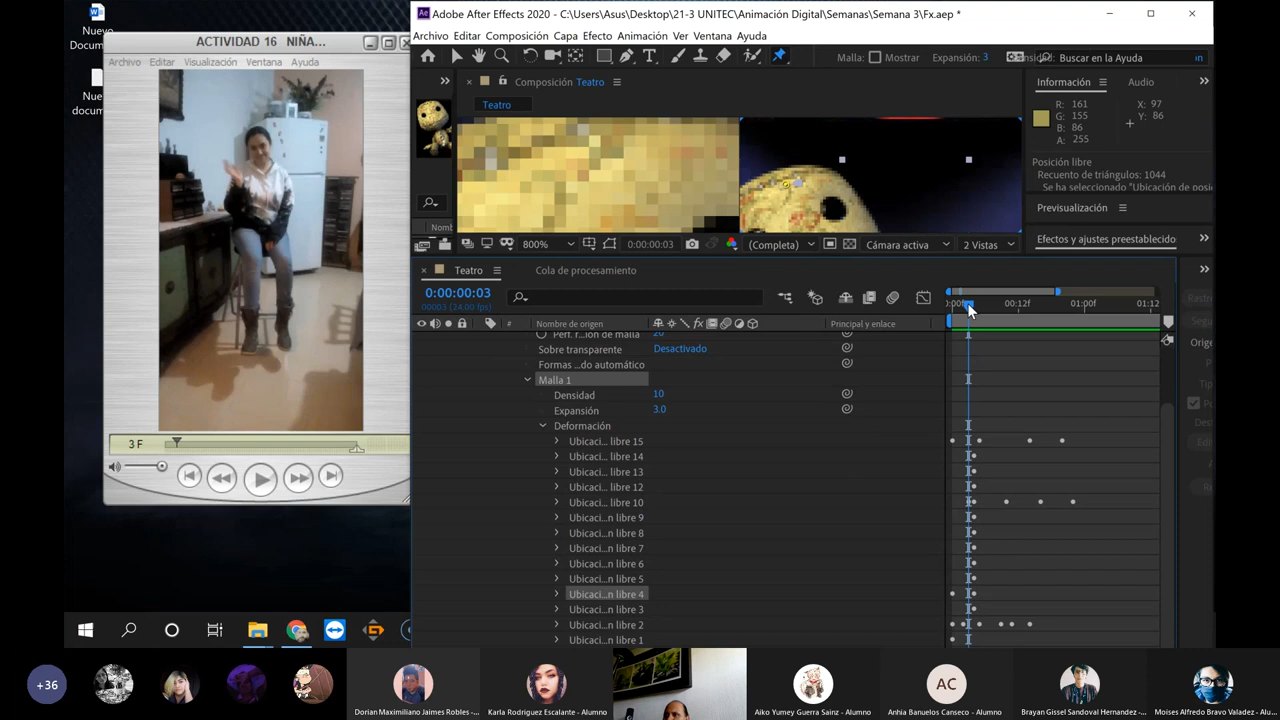 Nuevo
Docum...
Nue
docum...
ACTIVIDAD 16 NIÑA...
Archivo Editar Visualización Ventana Ayuda
3 F
Adobe After Effects 2020 - C:\Users\Asus\Desktop\21-3 UNITEC\Animación Digital\Semanas\Semana 3\Fx.aep *
Archivo Editar Composición Capa Efecto Animación Ver Ventana Ayuda
Malla: Mostrar Expansión: 3 Buscar en la Ayuda
Composición Teatro
Teatro
Nomb
Información Audio
R: 161
G: 155
B: 86
A: 255
X: 97
Y: 86
Posición libre
Recuento de triángulos: 1044
Se ha seleccionado "Ubicación de posi
Previsualización
Efectos y ajustes preestablecido
800% 0:00:00:03 (Completa) Cámara activa 2 Vistas
Teatro Cola de procesamiento
0:00:00:03
00003 (24.00 fps)
00f 00:12f 01:00f 01:12
# Nombre de origen Principal y enlace
Perf. r...ón de malla 20
Sobre transparente Desactivado
Formas ...do automático
Malla 1
Densidad 10
Expansión 3.0
Deformación
Ubicaci... libre 15
Ubicaci... libre 14
Ubicaci... libre 13
Ubicaci... libre 12
Ubicaci... libre 10
Ubicaci...n libre 9
Ubicaci...n libre 8
Ubicaci...n libre 7
Ubicaci...n libre 6
Ubicaci...n libre 5
Ubicaci...n libre 4
Ubicaci...n libre 3
Ubicaci...n libre 2
Ubicaci...n libre 1
+36
Dorian Maximiliano Jaimes Robles - ...
Karla Rodriguez Escalante - Alumno
Aiko Yumey Guerra Sainz - Alumno
AC
Anhia Banuelos Canseco - Alumno
Brayan Gissel Sandoval Hernandez - ...
Moises Alfredo Bravo Valadez - Alu...